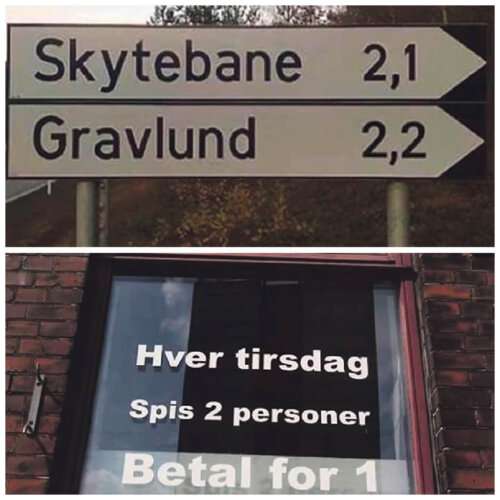 Skytebane 2,1
Gravlund 2,2
Hver tirsdag
Spis 2 personer
Betal for 1